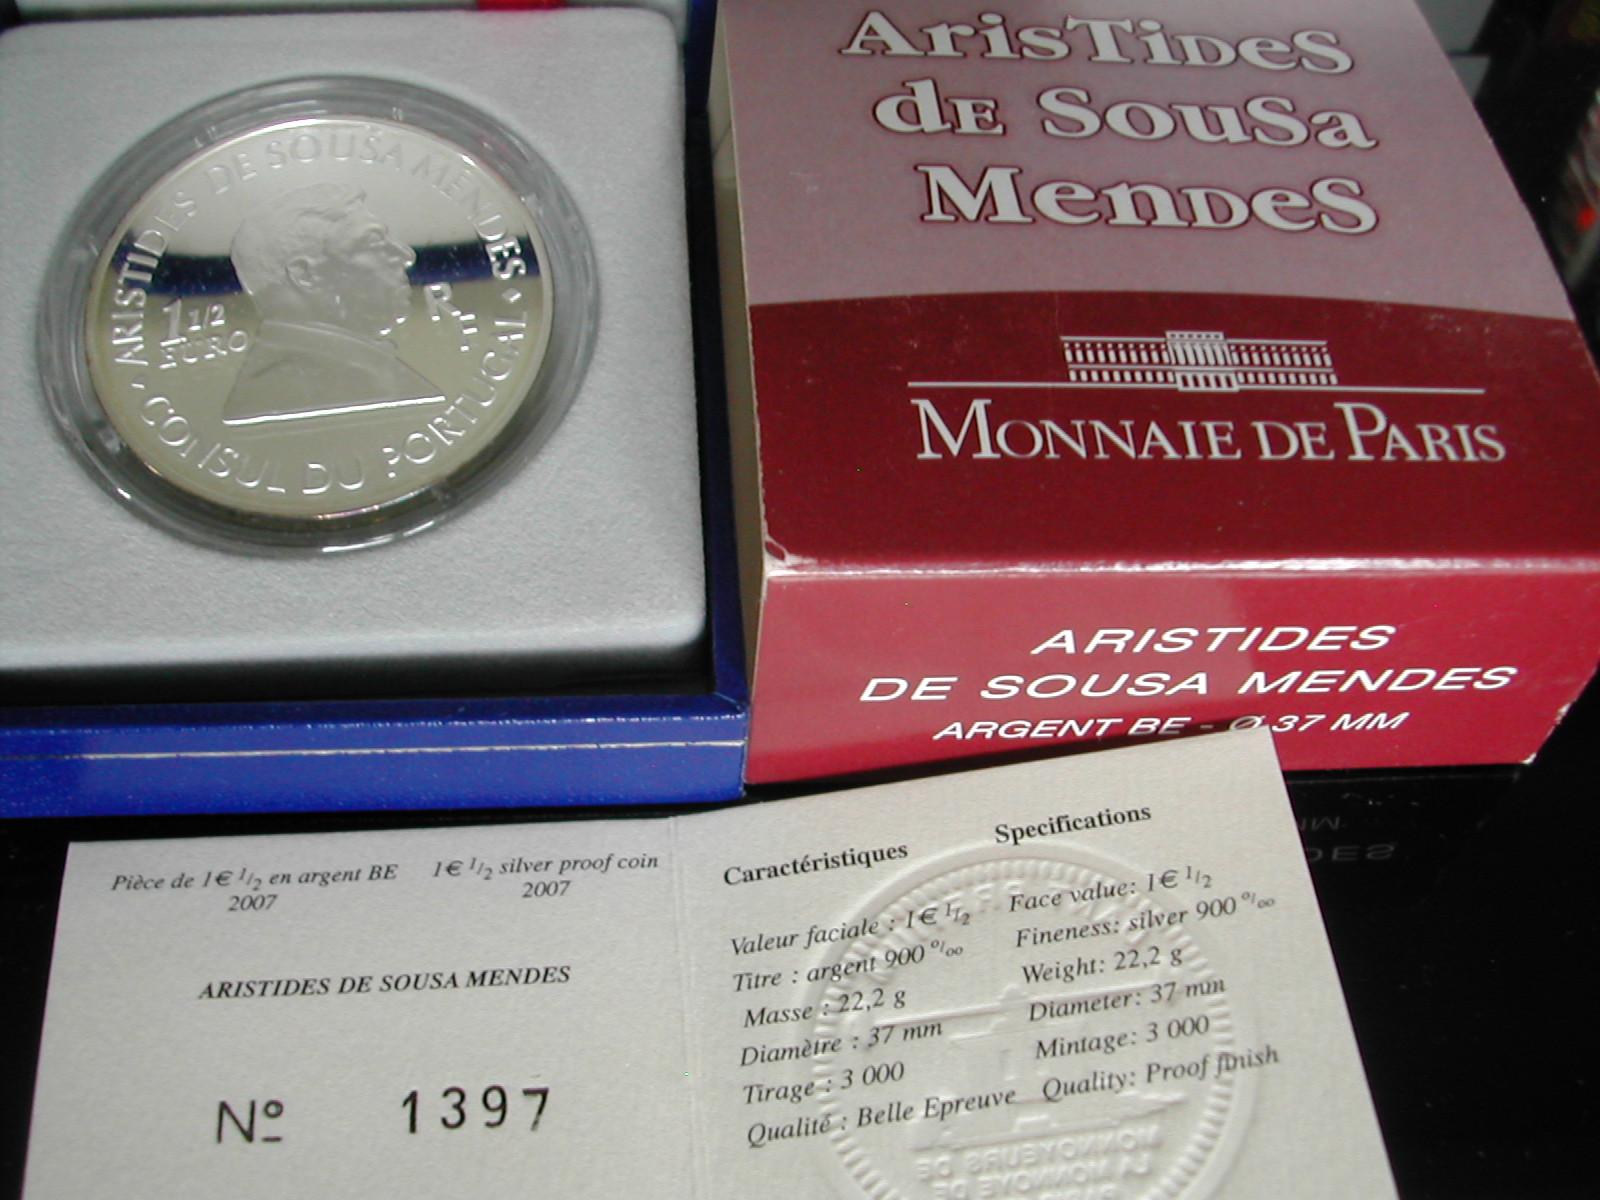 ARISTIDES DE SOUSA MENDES
1 1/2
EURO
RF
CONSUL DU PORTUGAL
ArisTiDeS
dE SouSa
MenDeS
MONNAIE DE PARIS
ARISTIDES
DE SOUSA MENDES
ARGENT BE - Ø 37 MM
Pièce de 1€ 1/2 en argent BE
2007
1€ 1/2 silver proof coin
2007
ARISTIDES DE SOUSA MENDES
Nº 1397
Caractéristiques
Valeur faciale : 1€ 1/2
Titre : argent 900 °/oo
Masse : 22,2 g
Diamètre : 37 mm
Tirage : 3 000
Qualité : Belle Epreuve
Specifications
Face value: 1€ 1/2
Fineness: silver 900 °/oo
Weight: 22,2 g
Diameter: 37 mm
Mintage: 3 000
Quality: Proof finish